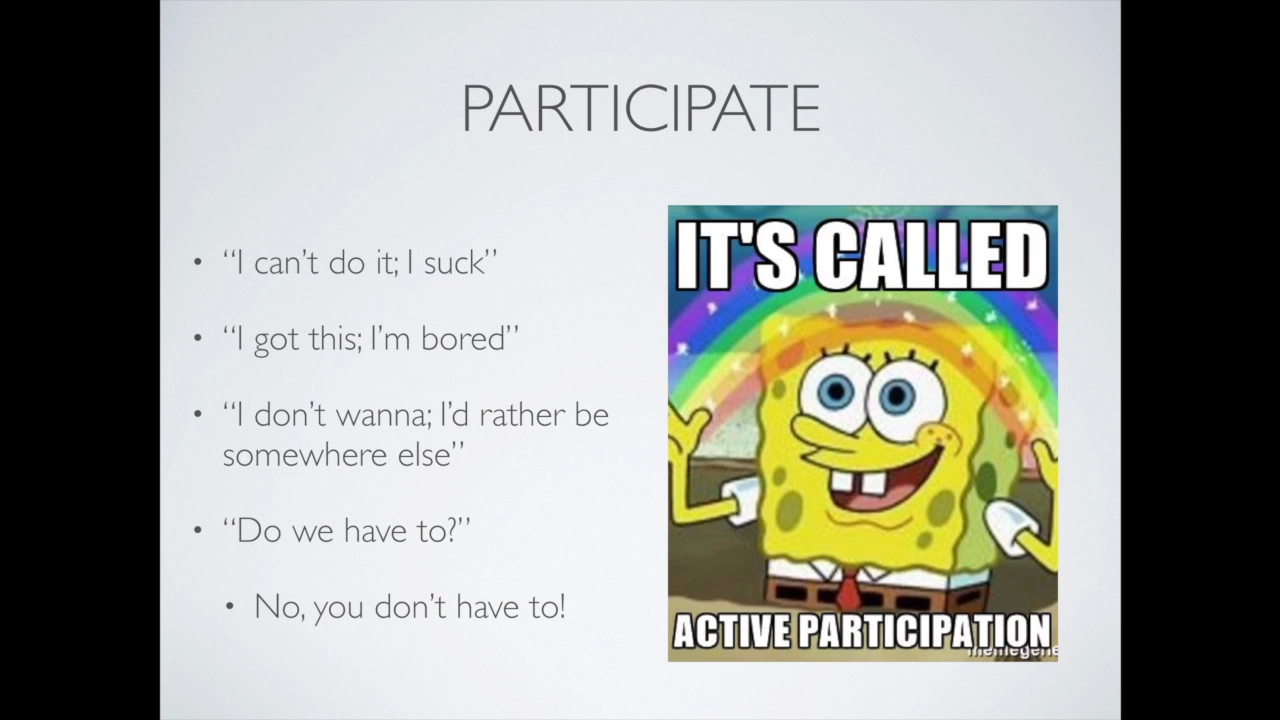 PARTICIPATE
• “I can’t do it; I suck”
• “I got this; I’m bored”
• “I don’t wanna; I’d rather be
somewhere else”
• “Do we have to?”
• No, you don’t have to!
IT'S CALLED
ACTIVE PARTICIPATION